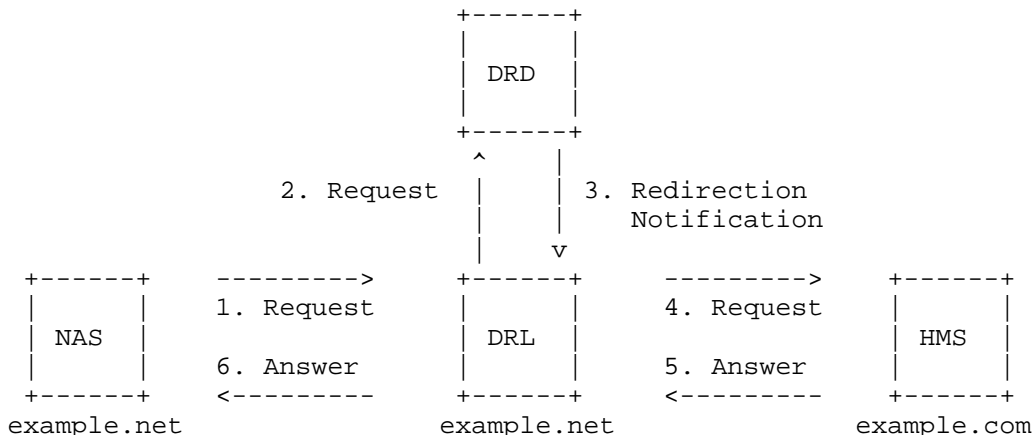 DRD
2. Request 3. Redirection
Notification
1. Request 4. Request
NAS DRL HMS
6. Answer 5. Answer
example.net example.net example.com